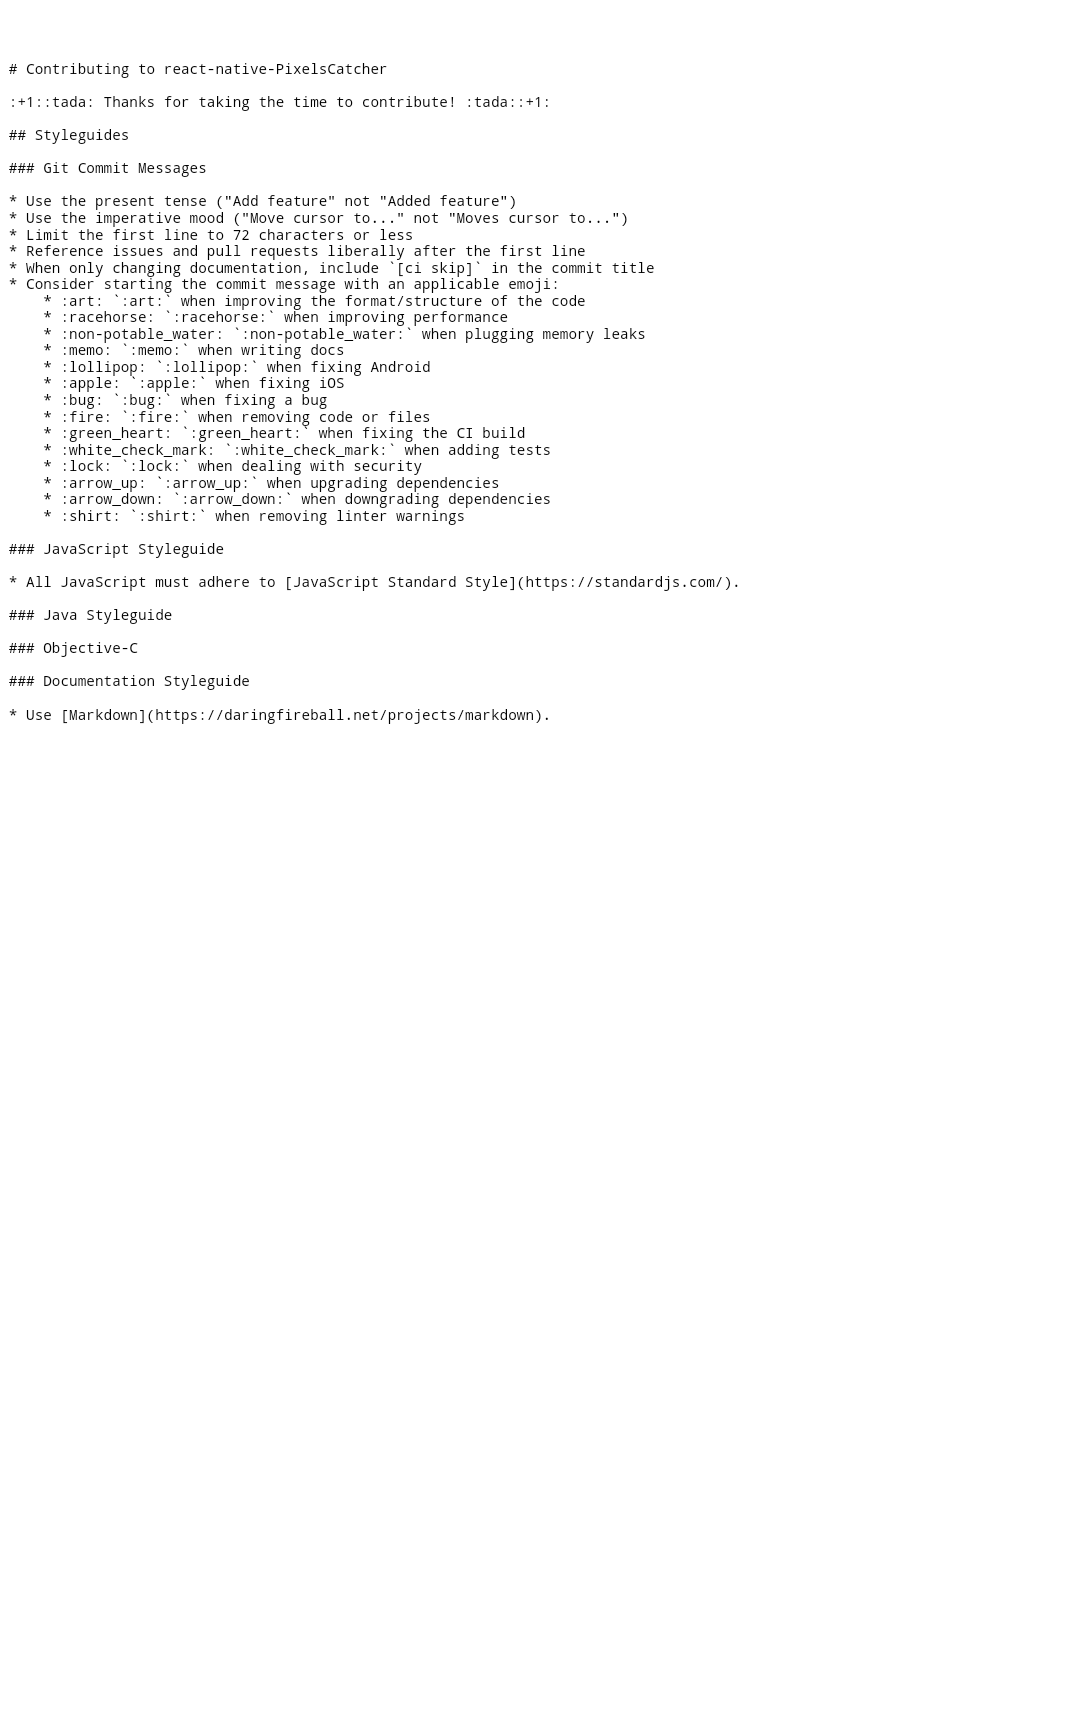 # Contributing to react-native-PixelsCatcher

:+1::tada: Thanks for taking the time to contribute! :tada::+1:

## Styleguides

### Git Commit Messages

* Use the present tense ("Add feature" not "Added feature")
* Use the imperative mood ("Move cursor to..." not "Moves cursor to...")
* Limit the first line to 72 characters or less
* Reference issues and pull requests liberally after the first line
* When only changing documentation, include `[ci skip]` in the commit title
* Consider starting the commit message with an applicable emoji:
    * :art: `:art:` when improving the format/structure of the code
    * :racehorse: `:racehorse:` when improving performance
    * :non-potable_water: `:non-potable_water:` when plugging memory leaks
    * :memo: `:memo:` when writing docs
    * :lollipop: `:lollipop:` when fixing Android
    * :apple: `:apple:` when fixing iOS
    * :bug: `:bug:` when fixing a bug
    * :fire: `:fire:` when removing code or files
    * :green_heart: `:green_heart:` when fixing the CI build
    * :white_check_mark: `:white_check_mark:` when adding tests
    * :lock: `:lock:` when dealing with security
    * :arrow_up: `:arrow_up:` when upgrading dependencies
    * :arrow_down: `:arrow_down:` when downgrading dependencies
    * :shirt: `:shirt:` when removing linter warnings

### JavaScript Styleguide

* All JavaScript must adhere to [JavaScript Standard Style](https://standardjs.com/).

### Java Styleguide

### Objective-C

### Documentation Styleguide

* Use [Markdown](https://daringfireball.net/projects/markdown).